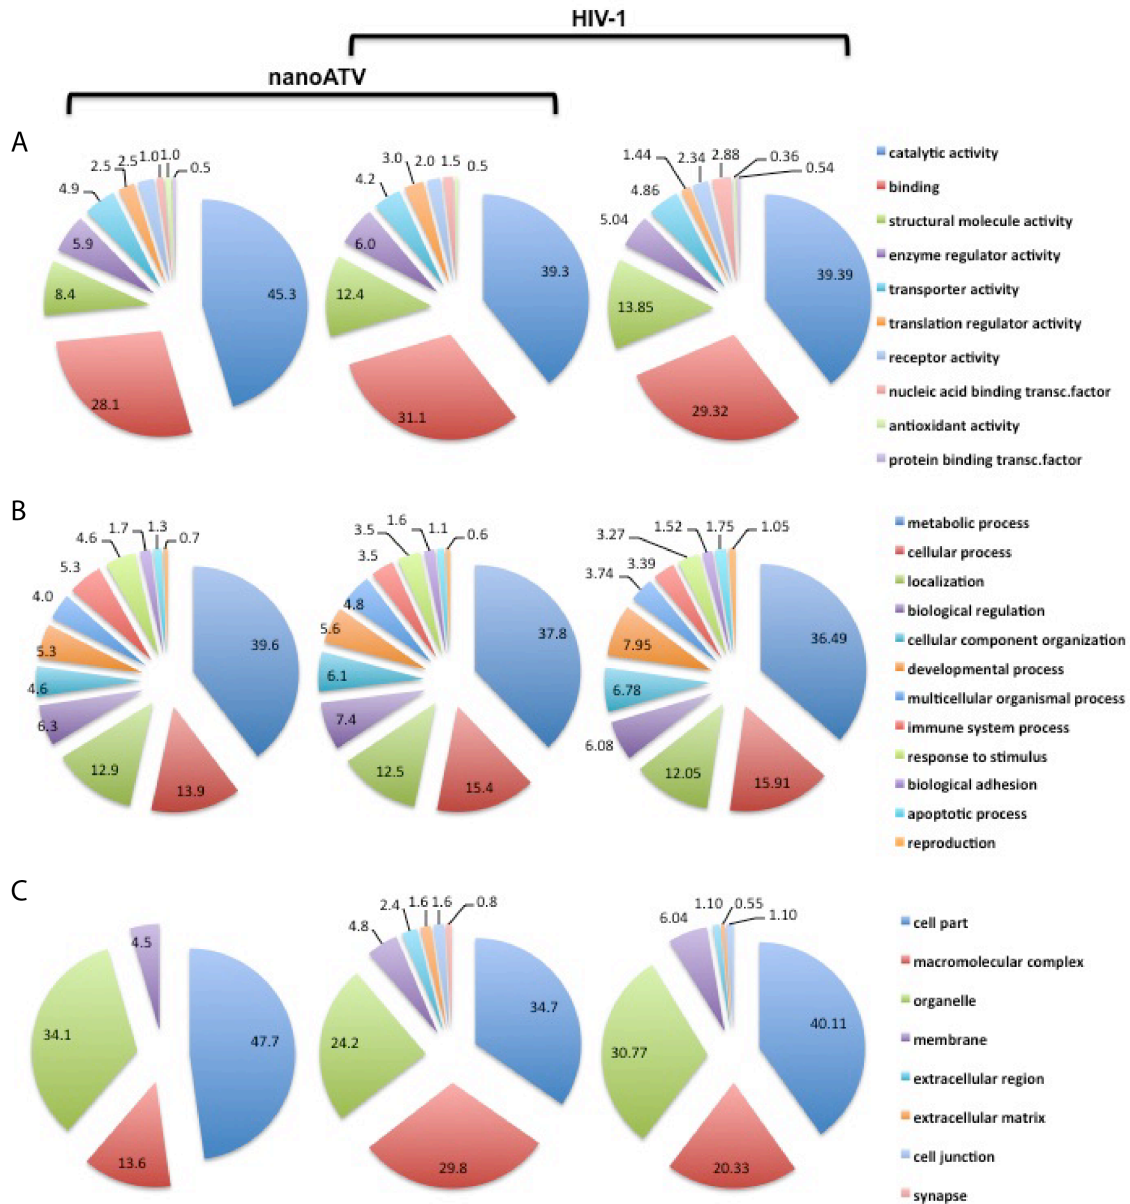 HIV-1
nanoATV
A
2.5 2.5 1.0 1.0 0.5
4.9
5.9
8.4
28.1
45.3
3.0 2.0 1.5 0.5
4.2
6.0
12.4
31.1
39.3
1.44 2.34 2.88 0.36
0.54
4.86
5.04
13.85
29.32
39.39
catalytic activity
binding
structural molecule activity
enzyme regulator activity
transporter activity
translation regulator activity
receptor activity
nucleic acid binding transc.factor
antioxidant activity
protein binding transc.factor
B
4.6 1.7 1.3 0.7
5.3
4.0
5.3
4.6
6.3
12.9
13.9
39.6
3.5 1.6 1.1 0.6
3.5
4.8
5.6
6.1
7.4
12.5
15.4
37.8
3.27 1.52 1.75 1.05
3.39
3.74
7.95
6.78
6.08
12.05
15.91
36.49
metabolic process
cellular process
localization
biological regulation
cellular component organization
developmental process
multicellular organismal process
immune system process
response to stimulus
biological adhesion
apoptotic process
reproduction
C
4.5
34.1
13.6
47.7
4.8 2.4 1.6 1.6 0.8
24.2
29.8
34.7
6.04 1.10 0.55
1.10
30.77
20.33
40.11
cell part
macromolecular complex
organelle
membrane
extracellular region
extracellular matrix
cell junction
synapse